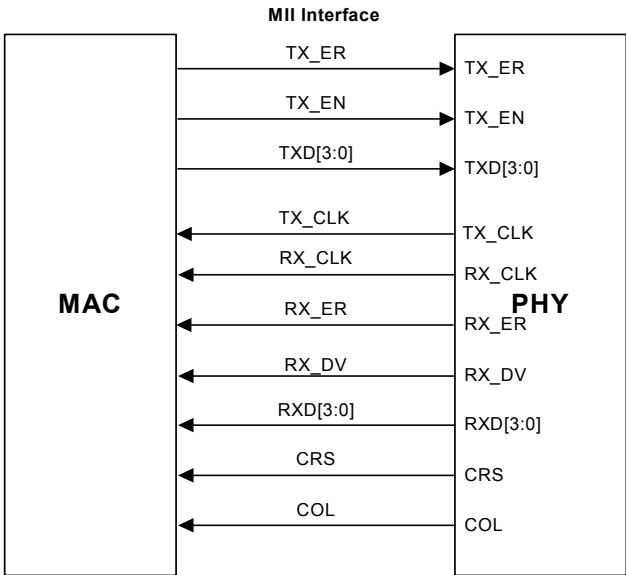 MII Interface
TX_ER TX_ER
TX_EN TX_EN
TXD[3:0] TXD[3:0]
TX_CLK TX_CLK
RX_CLK RX_CLK
MAC PHY
RX_ER RX_ER
RX_DV RX_DV
RXD[3:0] RXD[3:0]
CRS CRS
COL COL